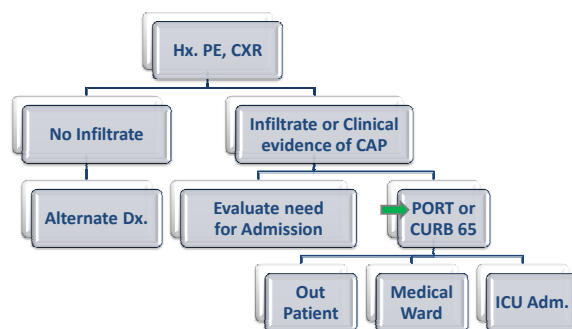 Hx. PE, CXR
No Infiltrate
Infiltrate or Clinical
evidence of CAP
Alternate Dx.
Evaluate need
for Admission
PORT or
CURB 65
Out
Patient
Medical
Ward
ICU Adm.